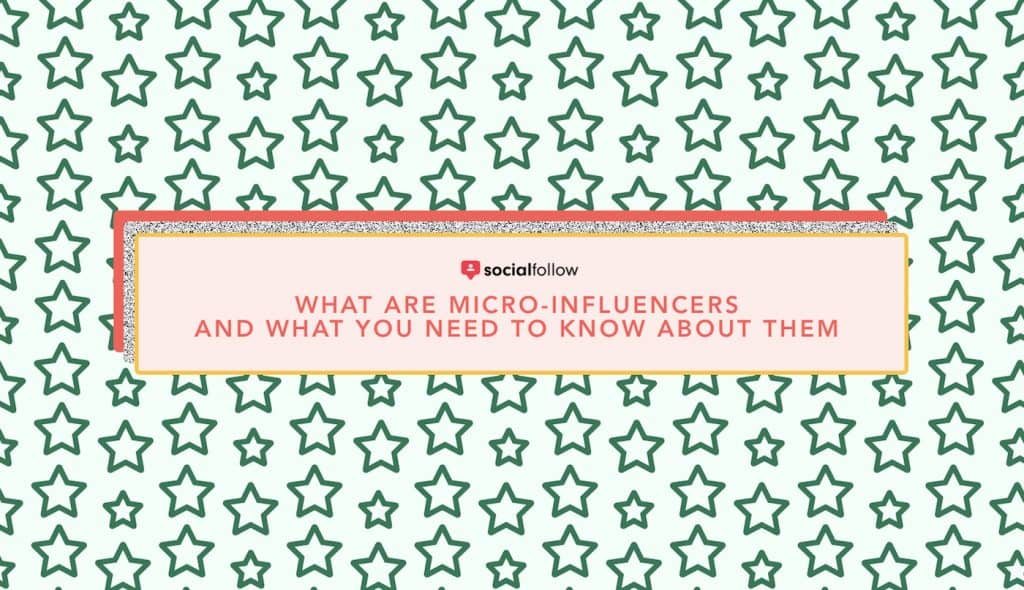 socialfollow
WHAT ARE MICRO-INFLUENCERS
AND WHAT YOU NEED TO KNOW ABOUT THEM